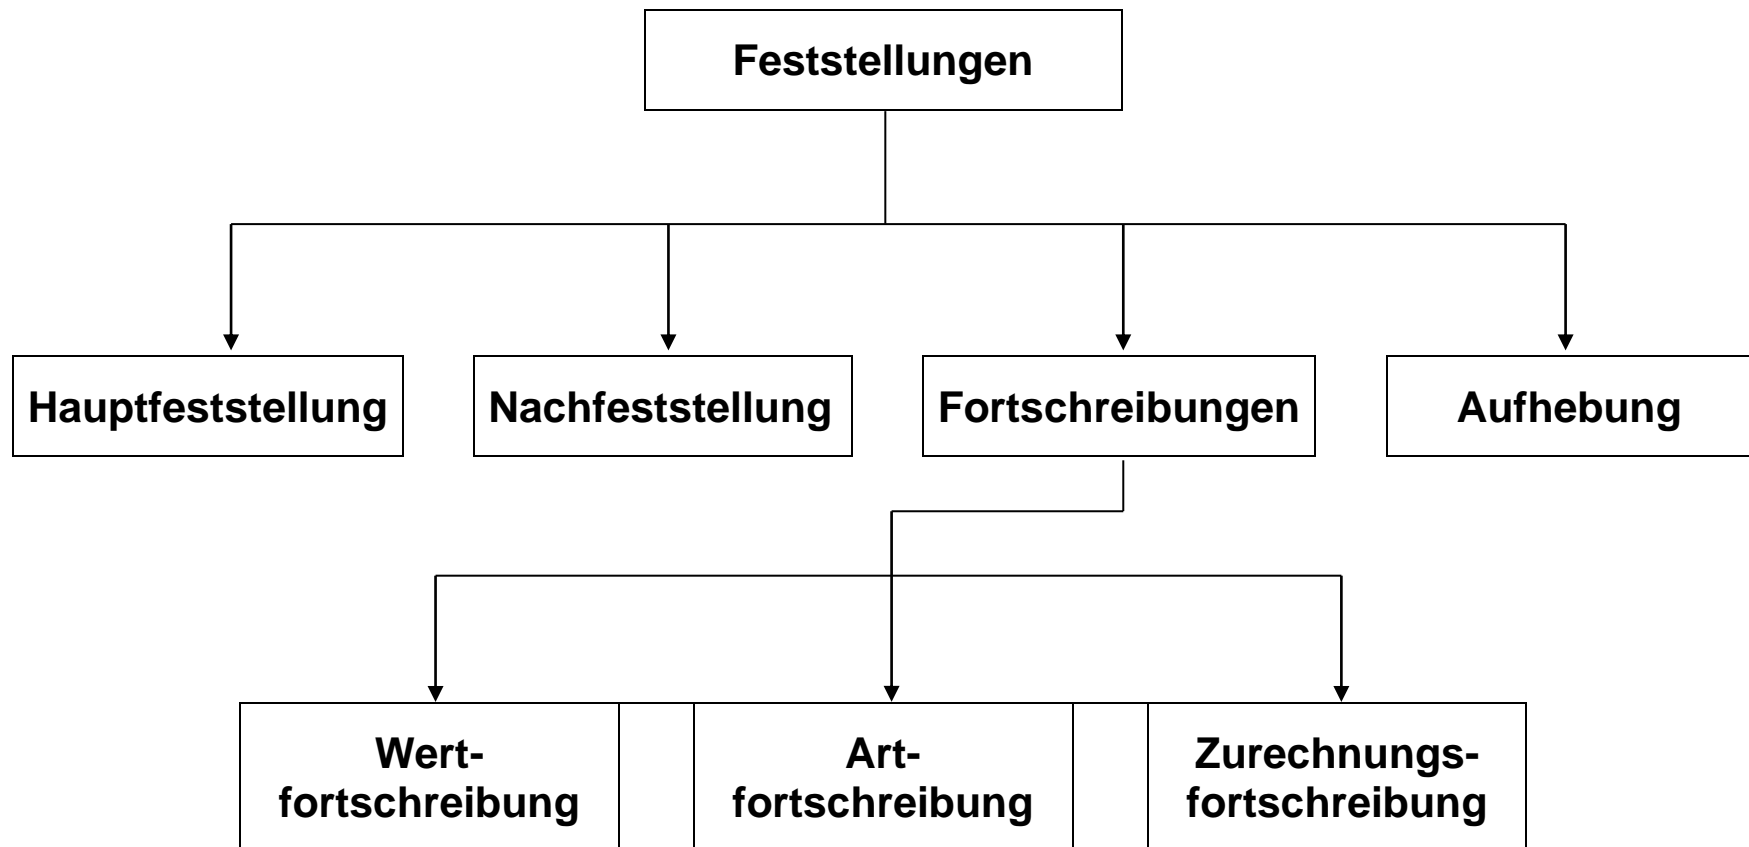 Feststellungen
Hauptfeststellung
Nachfeststellung
Fortschreibungen
Aufhebung
Wert-
fortschreibung
Art-
fortschreibung
Zurechnungs-
fortschreibung